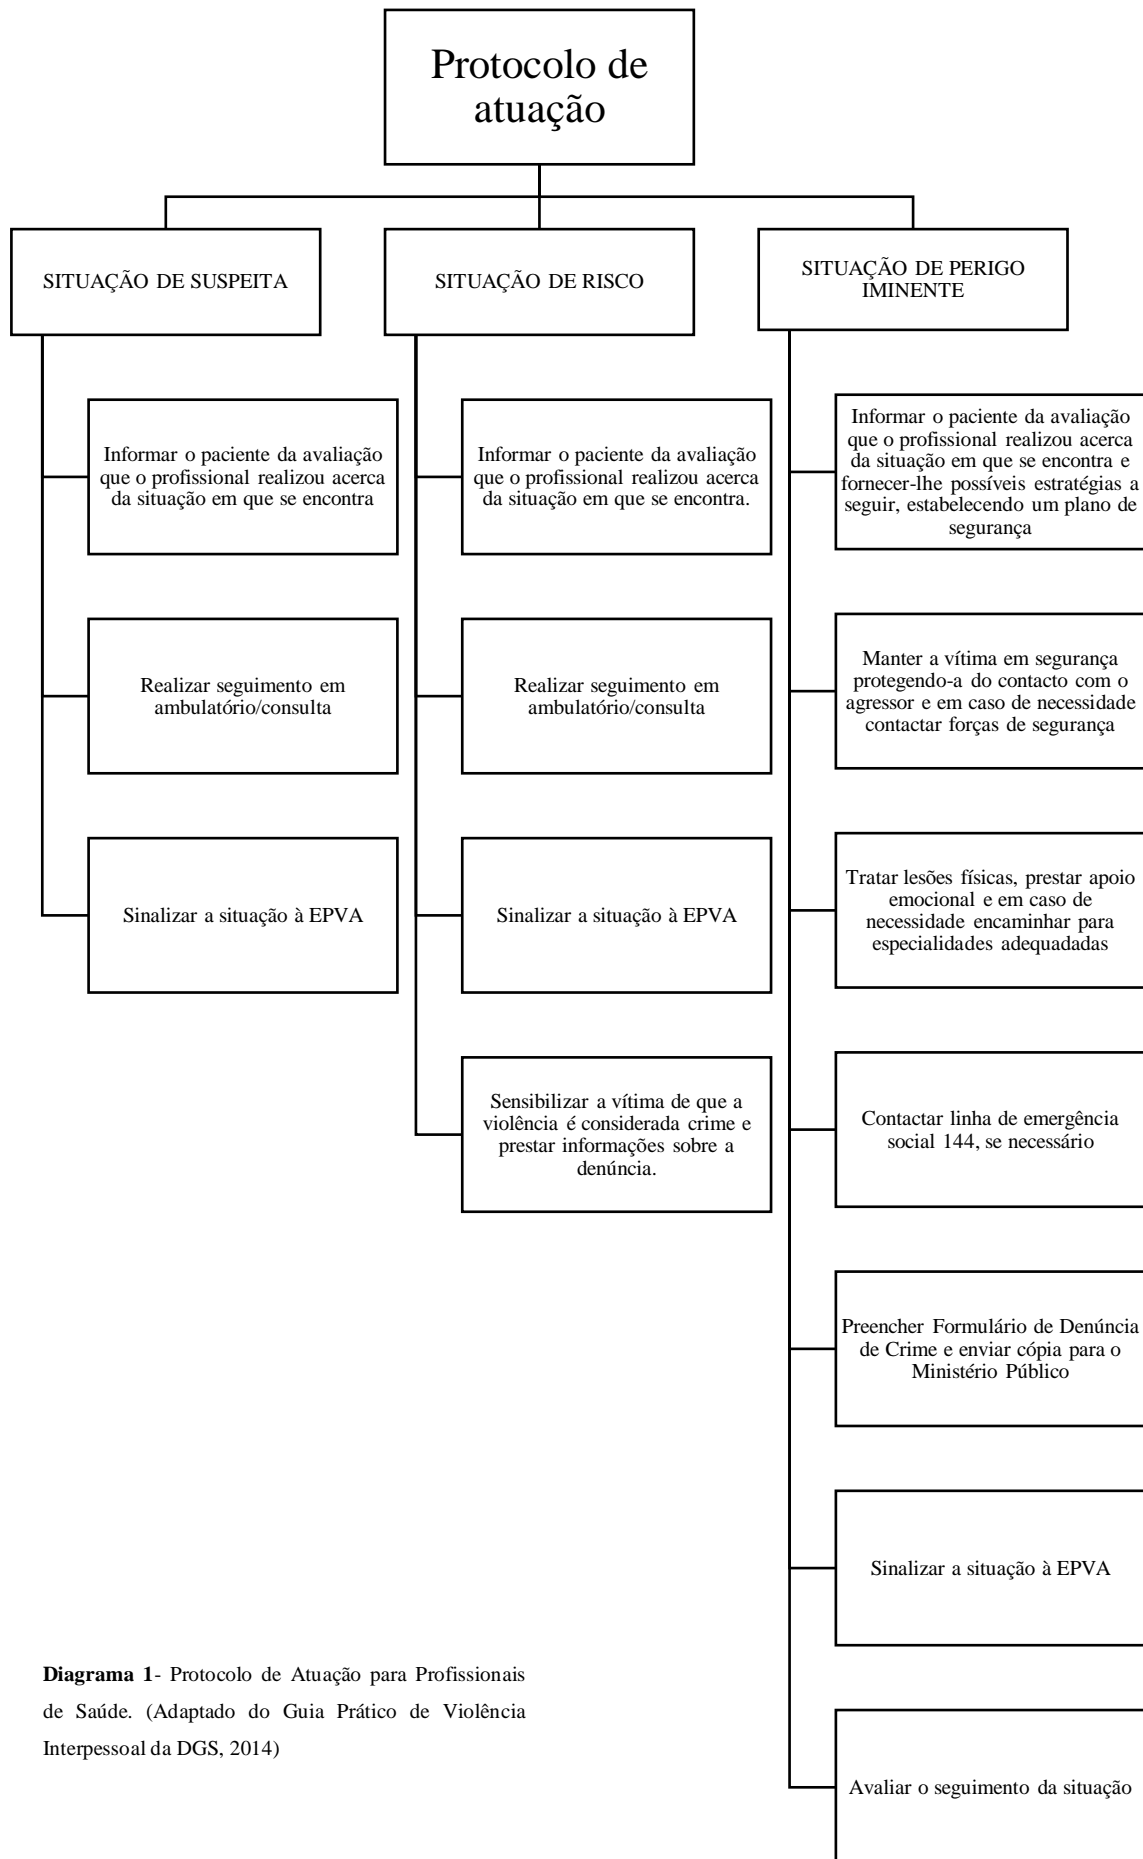 Protocolo de
atuação
SITUAÇÃO DE SUSPEITA
Informar o paciente da avaliação
que o profissional realizou acerca
da situação em que se encontra
Realizar seguimento em
ambulatório/consulta
Sinalizar a situação à EPVA
SITUAÇÃO DE RISCO
Informar o paciente da avaliação
que o profissional realizou acerca
da situação em que se encontra.
Realizar seguimento em
ambulatório/consulta
Sinalizar a situação à EPVA
Sensibilizar a vítima de que a
violência é considerada crime e
prestar informações sobre a
denúncia.
SITUAÇÃO DE PERIGO
IMINENTE
Informar o paciente da avaliação
que o profissional realizou acerca
da situação em que se encontra e
fornecer-lhe possíveis estratégias a
seguir, estabelecendo um plano de
segurança
Manter a vítima em segurança
protegendo-a do contacto com o
agressor e em caso de necessidade
contactar forças de segurança
Tratar lesões físicas, prestar apoio
emocional e em caso de
necessidade encaminhar para
especialidades adequadadas
Contactar linha de emergência
social 144, se necessário
Preencher Formulário de Denúncia
de Crime e enviar cópia para o
Ministério Público
Sinalizar a situação à EPVA
Avaliar o seguimento da situação
Diagrama 1- Protocolo de Atuação para Profissionais
de Saúde. (Adaptado do Guia Prático de Violência
Interpessoal da DGS, 2014)